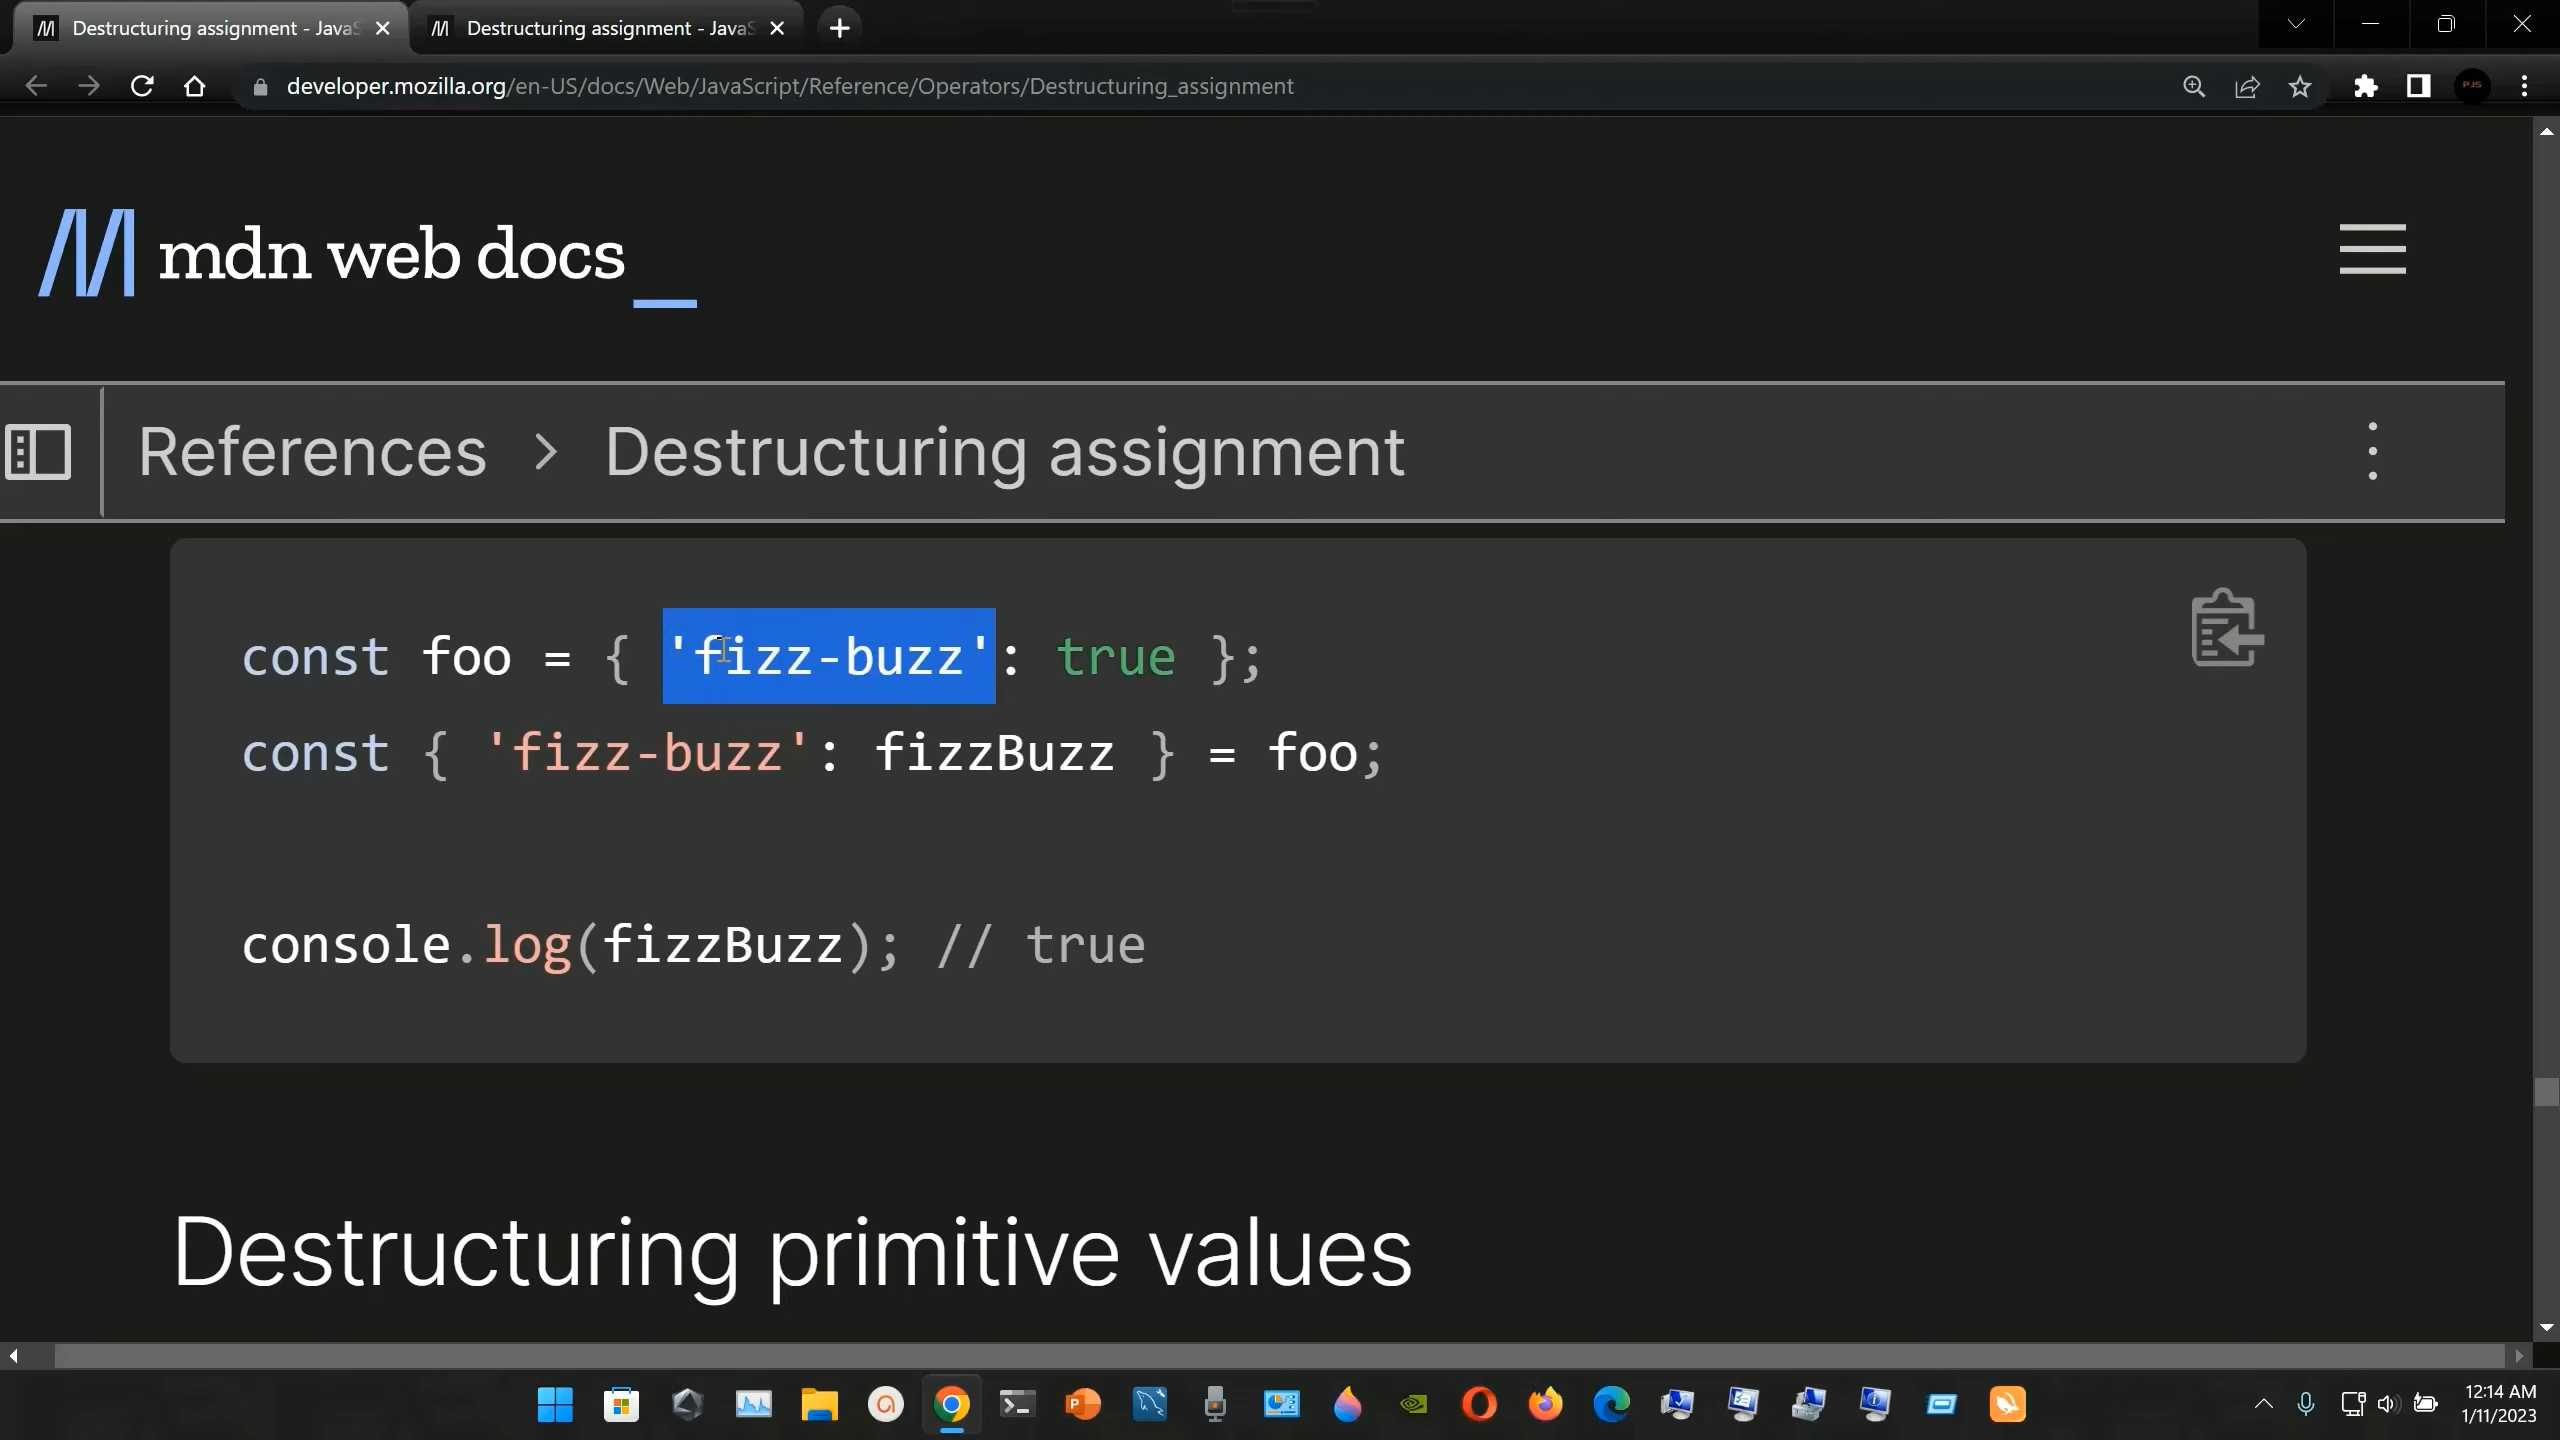 Destructuring assignment - JavaS
Destructuring assignment - JavaS
developer.mozilla.org/en-US/docs/Web/JavaScript/Reference/Operators/Destructuring_assignment
PJS
mdn web docs_
References > Destructuring assignment
const foo = { 'fizz-buzz': true };
const { 'fizz-buzz': fizzBuzz } = foo;
console.log(fizzBuzz); // true
Destructuring primitive values
12:14 AM
1/11/2023